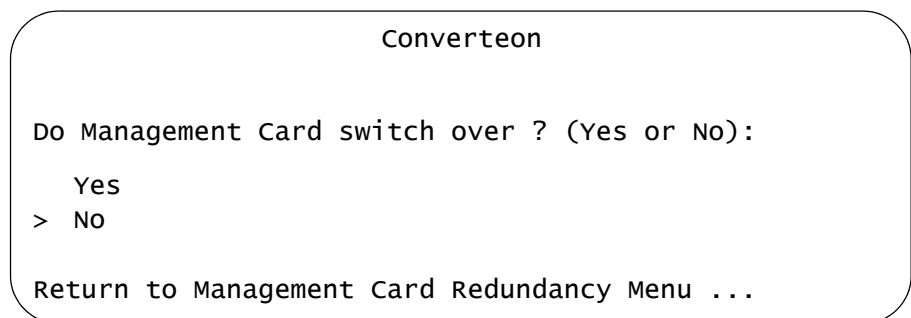 Converteon
Do Management Card switch over ? (Yes or No):
Yes
> No
Return to Management Card Redundancy Menu ...